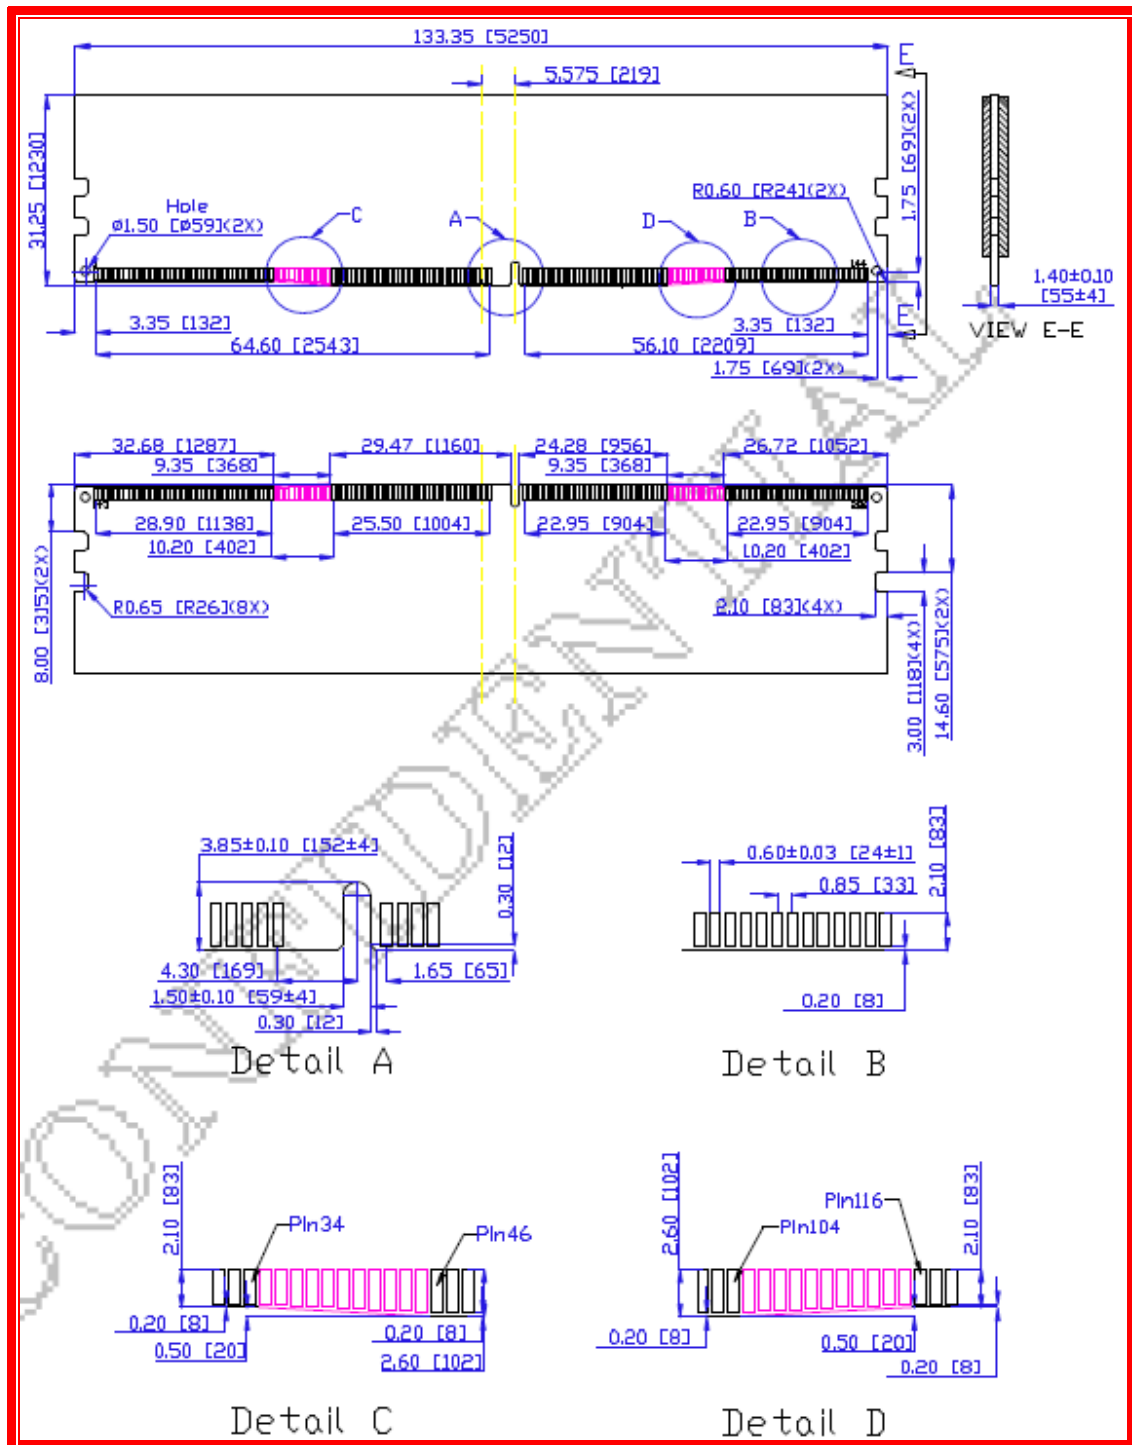 133.35 [5250]
5.575 [219]
E
31.25 [1230]
1.75 [69](2X)
R0.60 [R24](2X)
Hole
ø1.50 [ø59](2X)
C
A
D
B
144
1.40±0.10
[55±4]
3.35 [132]
3.35 [132]
E
VIEW E-E
64.60 [2543]
56.10 [2209]
1.75 [69](2X)
32.68 [1287]
29.47 [1160]
24.28 [956]
26.72 [1052]
9.35 [368]
9.35 [368]
28.90 [1138]
25.50 [1004]
22.95 [904]
22.95 [904]
10.20 [402]
10.20 [402]
8.00 [315](2X)
R0.65 [R26](8X)
2.10 [83](4X)
3.00 [118](4X)
14.60 [575](2X)
3.85±0.10 [152±4]
0.30 [12]
0.60±0.03 [24±1]
2.10 [83]
0.85 [33]
4.30 [169]
1.65 [65]
1.50±0.10 [59±4]
0.20 [8]
0.30 [12]
Detail A
Detail B
2.10 [83]
PIn34
PIn46
2.60 [102]
PIn116
PIn104
2.10 [83]
0.20 [8]
0.20 [8]
0.20 [8]
0.50 [20]
0.50 [20]
2.60 [102]
0.20 [8]
Detail C
Detail D
CONFIDENTIAL